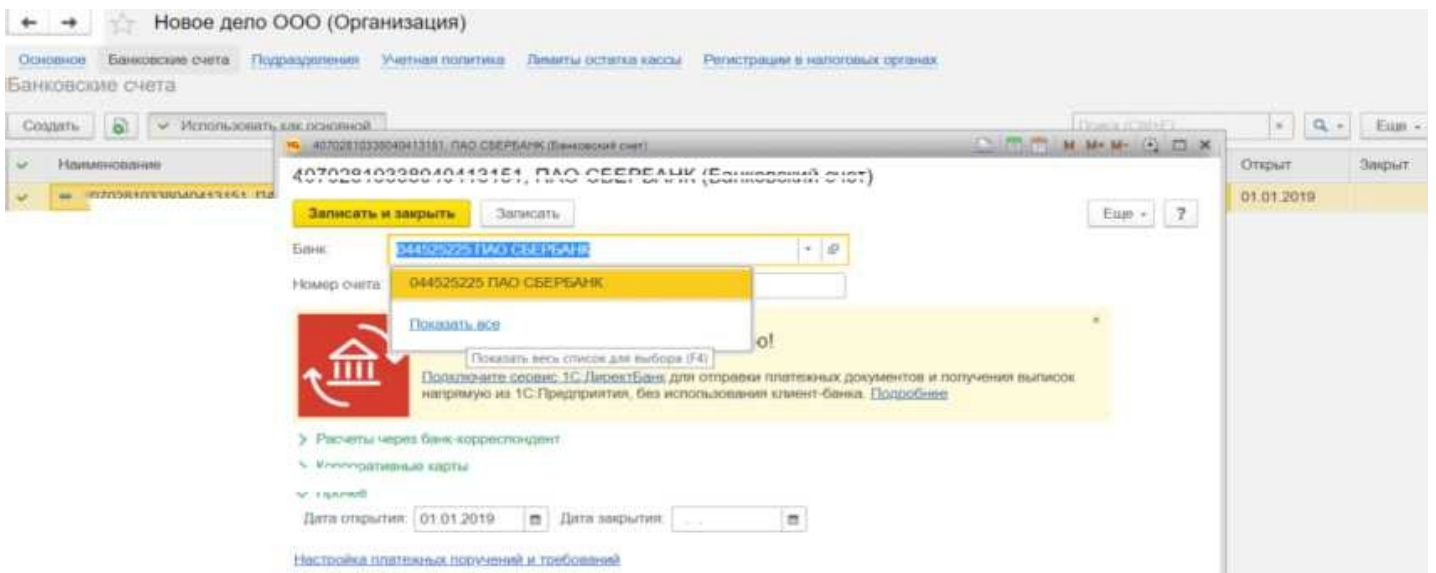 Новое дело ООО (Организация)
Основное Банковские счета Подразделения Учетная политика Лимиты остатка кассы Регистрации в налоговых органах
Банковские счета
Создать Использовать как основной Поиск (Ctrl+F) Еще
Наименование Открыт Закрыт
01.01.2019
ПАО СБЕРБАНК (Банковский счет)
40702810338040413151, ПАО СБЕРБАНК (Банковский счет)
Записать и закрыть Записать Еще ?
Банк: 044525225 ПАО СБЕРБАНК
Номер счета 044525225 ПАО СБЕРБАНК
Показать все
о!
Показать весь список для выбора (F4)
Подключите сервис 1С:ДиректБанк для отправки платежных документов и получения выписок
напрямую из 1С:Предприятия, без использования клиент-банка. Подробнее
Расчеты через банк-корреспондент
Корпоративные карты
Дата открытия: 01.01.2019 Дата закрытия: . .
Настройка платежных поручений и требований